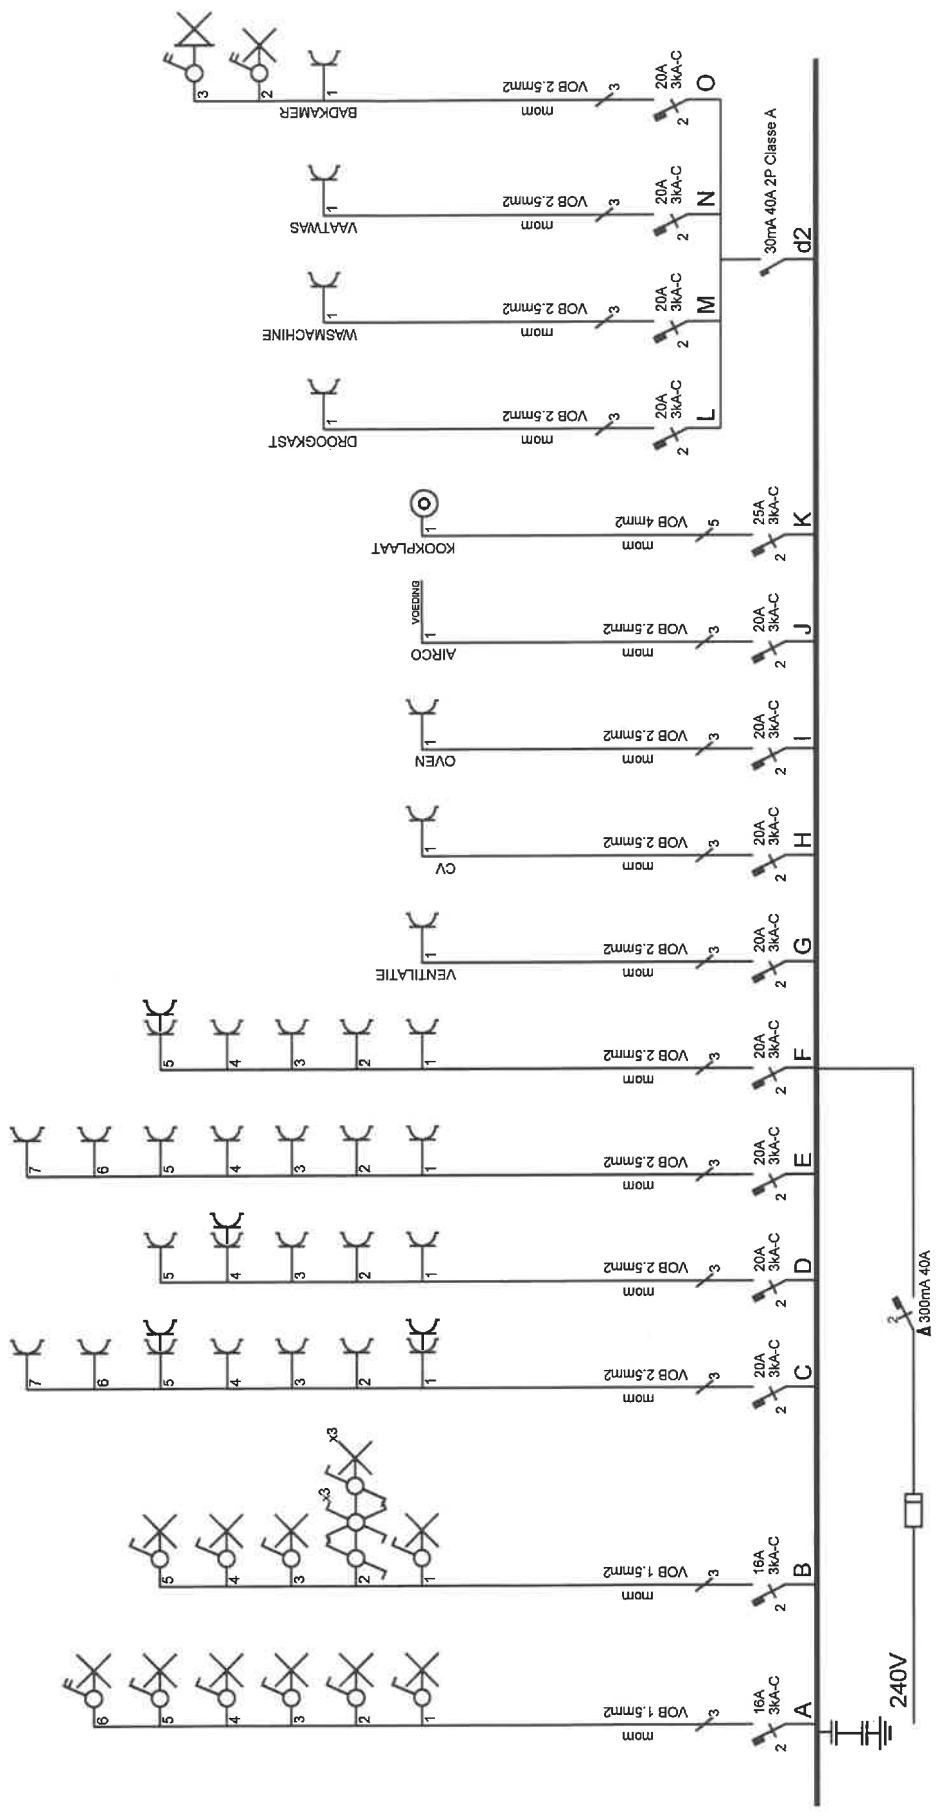 6
5
4
3
2
1
VOB 1.5mm2
mom
3
16A
3kA-C
2
A
5
4
3
x3
x3
2
1
VOB 1.5mm2
mom
3
16A
3kA-C
2
B
7
6
5
4
3
2
1
VOB 2.5mm2
mom
3
20A
3kA-C
2
C
5
4
3
2
1
VOB 2.5mm2
mom
3
20A
3kA-C
2
D
7
6
5
4
3
2
1
VOB 2.5mm2
mom
3
20A
3kA-C
2
E
5
4
3
2
1
VOB 2.5mm2
mom
3
20A
3kA-C
2
F
1
VENTILATIE
VOB 2.5mm2
mom
3
20A
3kA-C
2
G
1
CV
VOB 2.5mm2
mom
3
20A
3kA-C
2
H
1
OVEN
VOB 2.5mm2
mom
3
20A
3kA-C
2
I
VOEDING
1
AIRCO
VOB 2.5mm2
mom
3
20A
3kA-C
2
J
1
KOOKPLAAT
VOB 4mm2
mom
5
25A
3kA-C
2
K
1
DROOGKAST
VOB 2.5mm2
mom
3
20A
3kA-C
2
L
1
WASMACHINE
VOB 2.5mm2
mom
3
20A
3kA-C
2
M
1
VAATWAS
VOB 2.5mm2
mom
3
20A
3kA-C
2
N
3
2
1
BADKAMER
VOB 2.5mm2
mom
3
20A
3kA-C
2
O
30mA 40A 2P Classe A
d2
240V
2
Δ 300mA 40A